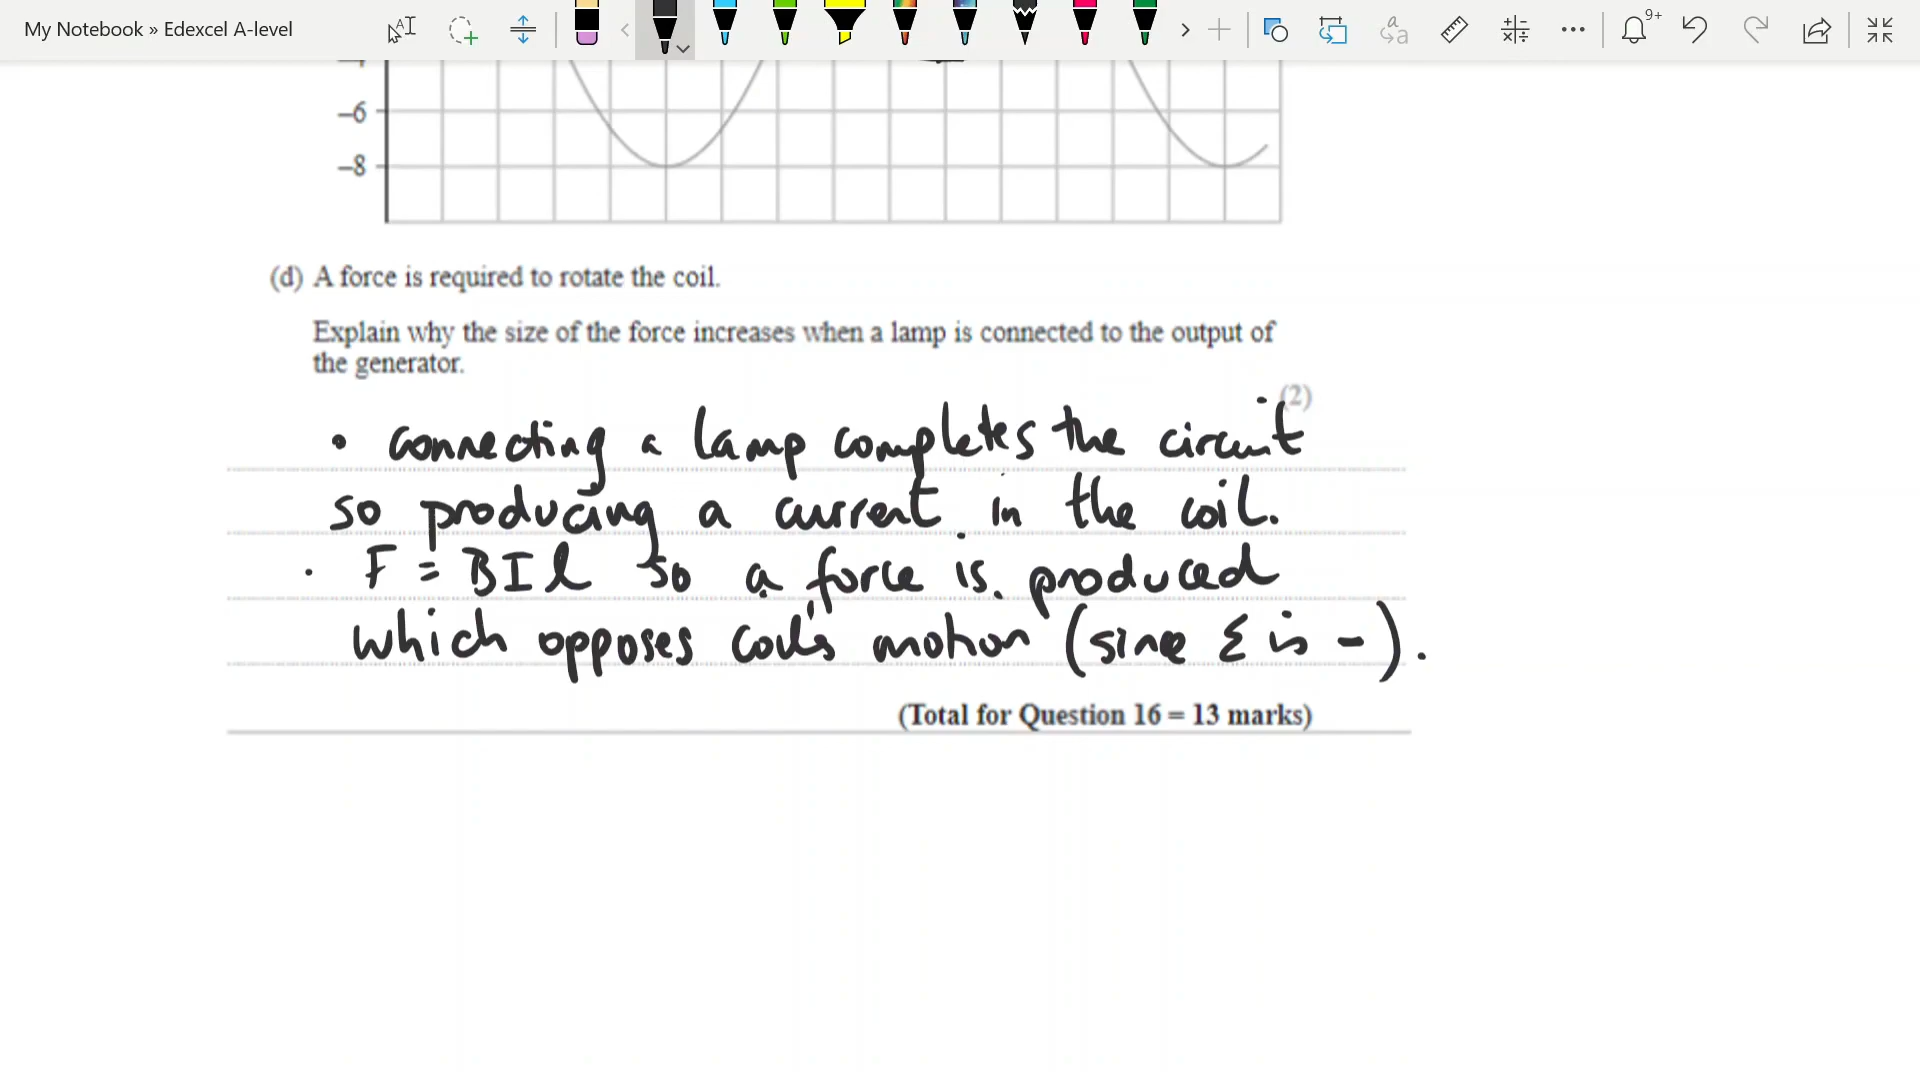 My Notebook » Edexcel A-level
9+
-6
-8
(d) A force is required to rotate the coil.
Explain why the size of the force increases when a lamp is connected to the output of
the generator.
(2)
• connecting a lamp completes the circuit
so producing a current in the coil.
• F = BIl so a force is produced
which opposes coil's motion (since ε is -).
(Total for Question 16 = 13 marks)